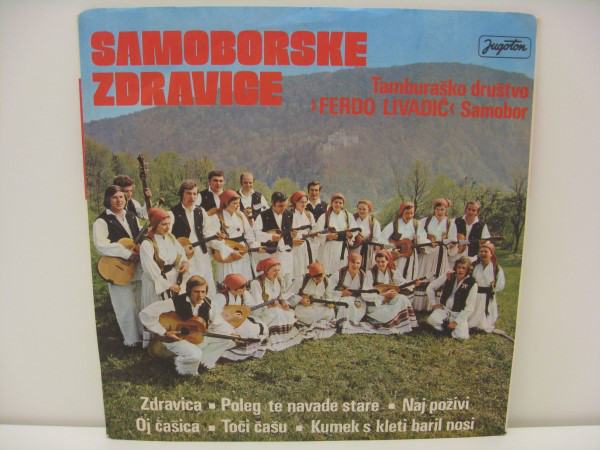 SAMOBORSKE
ZDRAVICE
Jugoton
Tamburaško društvo
›FERDO LIVADIĆ‹ Samobor
Zdravica ▪ Poleg te navade stare ▪ Naj poživi
Oj čašica ▪ Toči čašu ▪ Kumek s kleti baril nosi